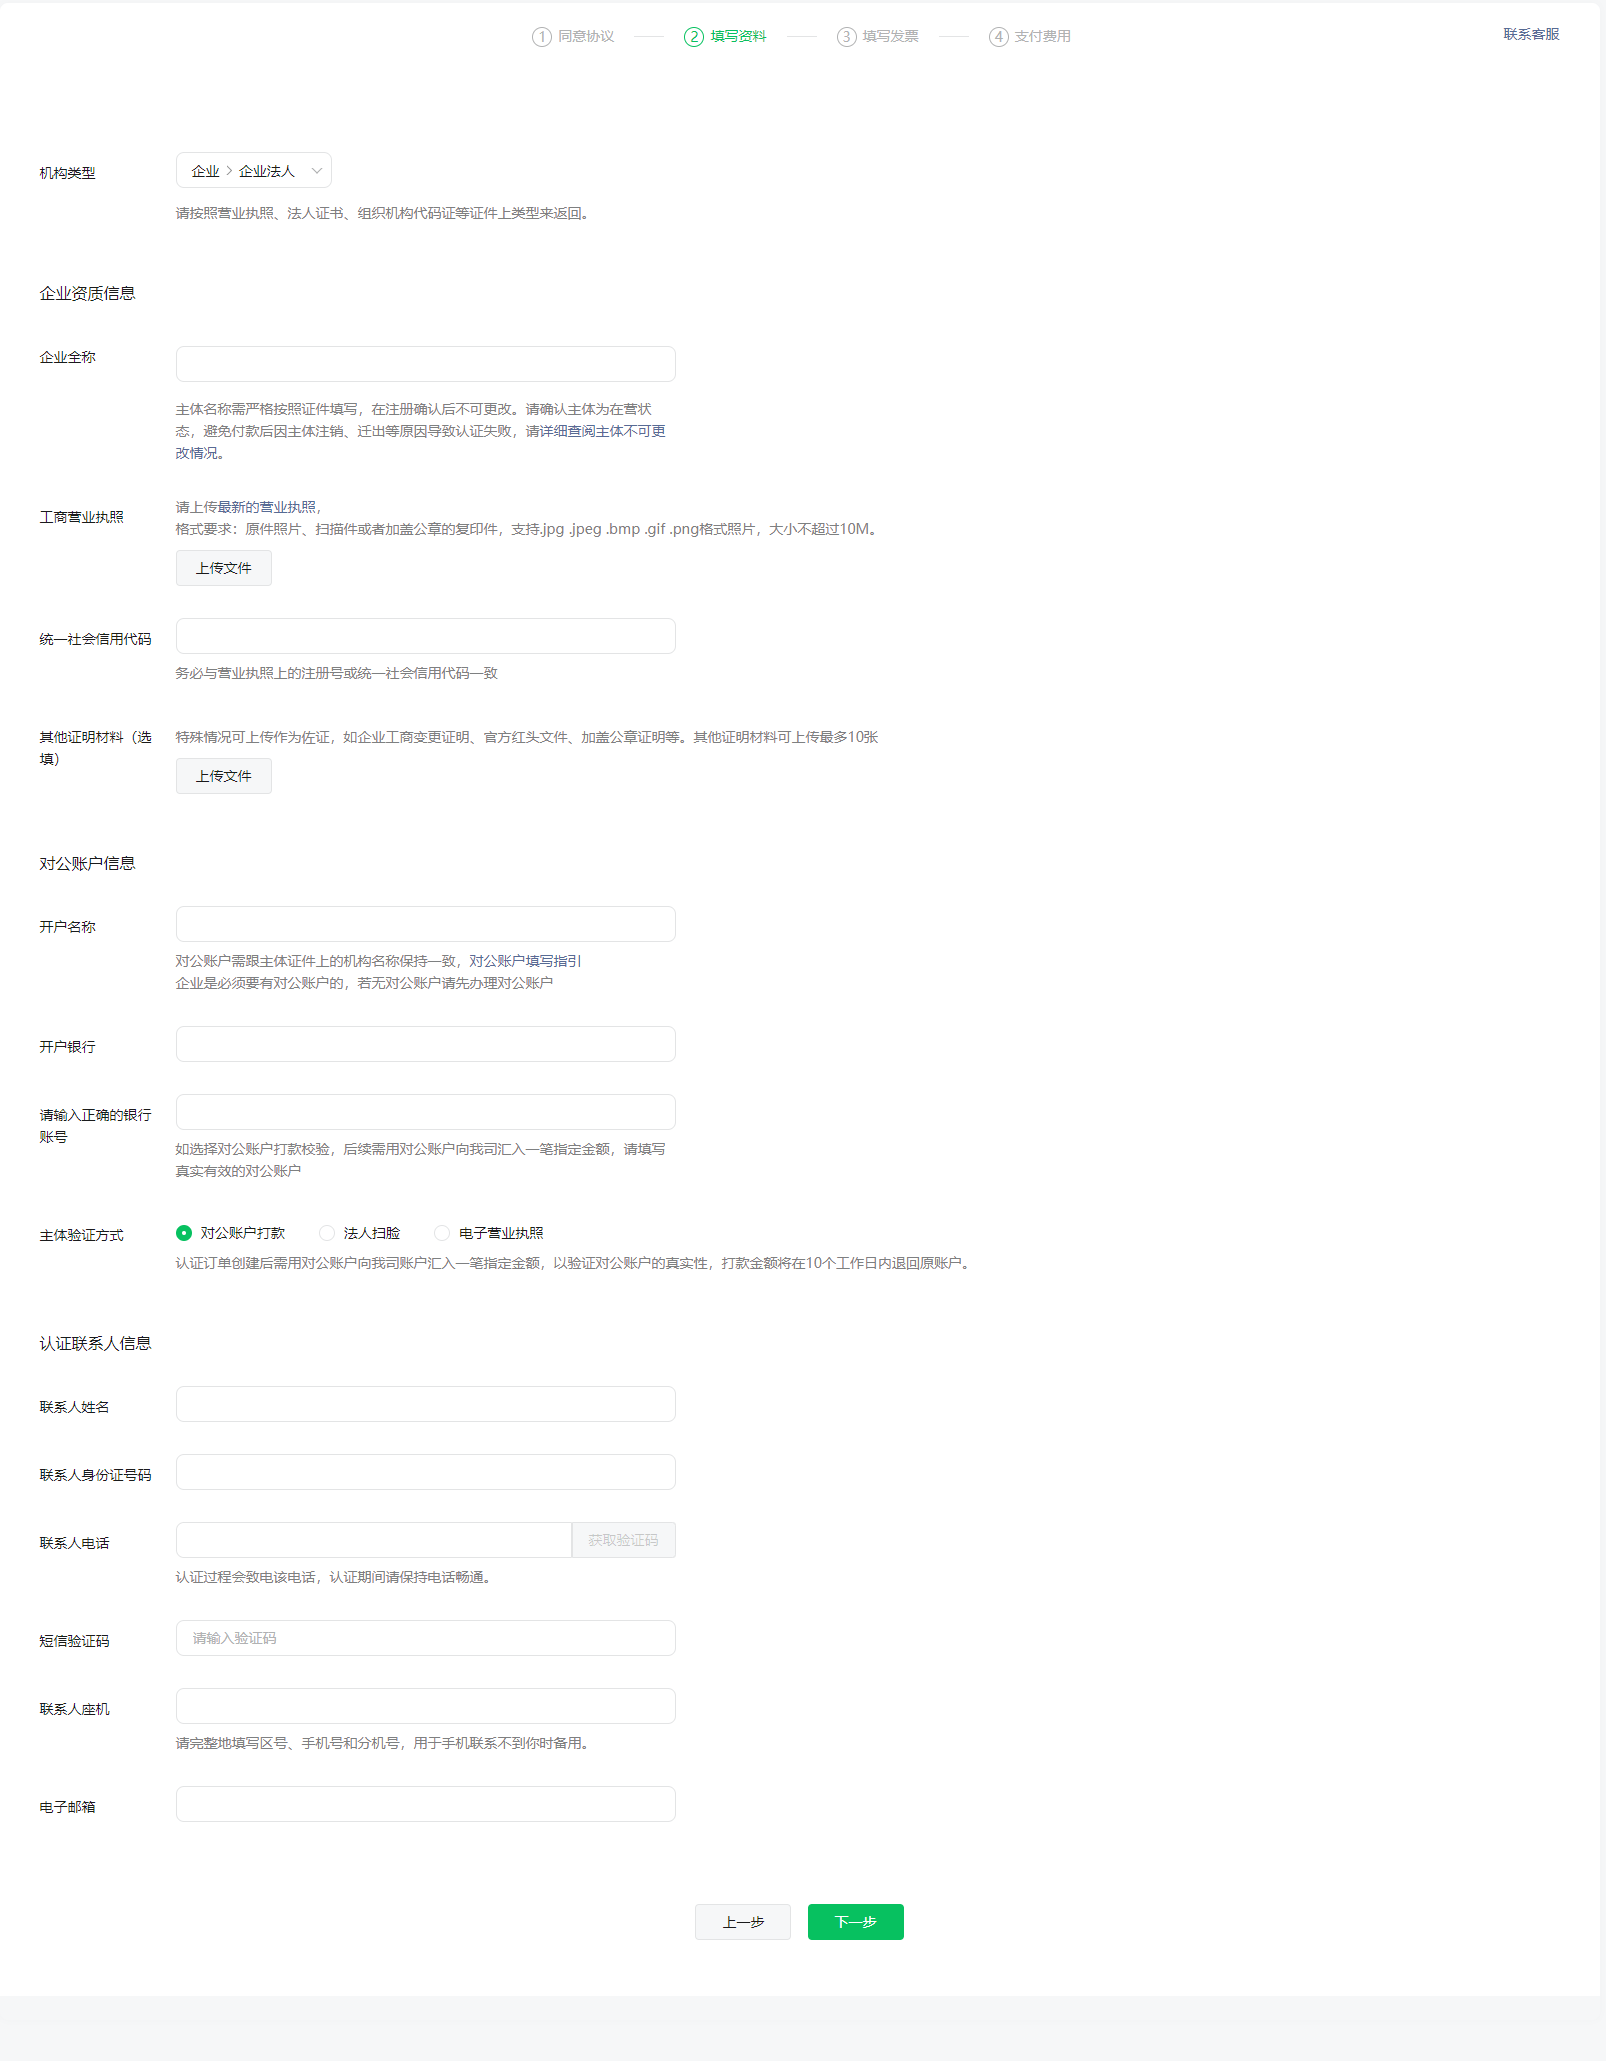 1 同意协议 2 填写资料 3 填写发票 4 支付费用 联系客服
机构类型 企业 > 企业法人
请按照营业执照、法人证书、组织机构代码证等证件上类型来返回。
企业资质信息
企业全称
主体名称需严格按照证件填写，在注册确认后不可更改。请确认主体为在营状
态，避免付款后因主体注销、迁出等原因导致认证失败，请详细查阅主体不可更
改情况。
工商营业执照 请上传最新的营业执照，
格式要求：原件照片、扫描件或者加盖公章的复印件，支持.jpg .jpeg .bmp .gif .png格式照片，大小不超过10M。
上传文件
统一社会信用代码
务必与营业执照上的注册号或统一社会信用代码一致
其他证明材料（选 特殊情况可上传作为佐证，如企业工商变更证明、官方红头文件、加盖公章证明等。其他证明材料可上传最多10张
填）
上传文件
对公账户信息
开户名称
对公账户需跟主体证件上的机构名称保持一致，对公账户填写指引
企业是必须要有对公账户的，若无对公账户请先办理对公账户
开户银行
请输入正确的银行
账号
如选择对公账户打款校验，后续需用对公账户向我司汇入一笔指定金额，请填写
真实有效的对公账户
主体验证方式 对公账户打款 法人扫脸 电子营业执照
认证订单创建后需用对公账户向我司账户汇入一笔指定金额，以验证对公账户的真实性，打款金额将在10个工作日内退回原账户。
认证联系人信息
联系人姓名
联系人身份证号码
联系人电话 获取验证码
认证过程会致电该电话，认证期间请保持电话畅通。
短信验证码 请输入验证码
联系人座机
请完整地填写区号、手机号和分机号，用于手机联系不到你时备用。
电子邮箱
上一步 下一步